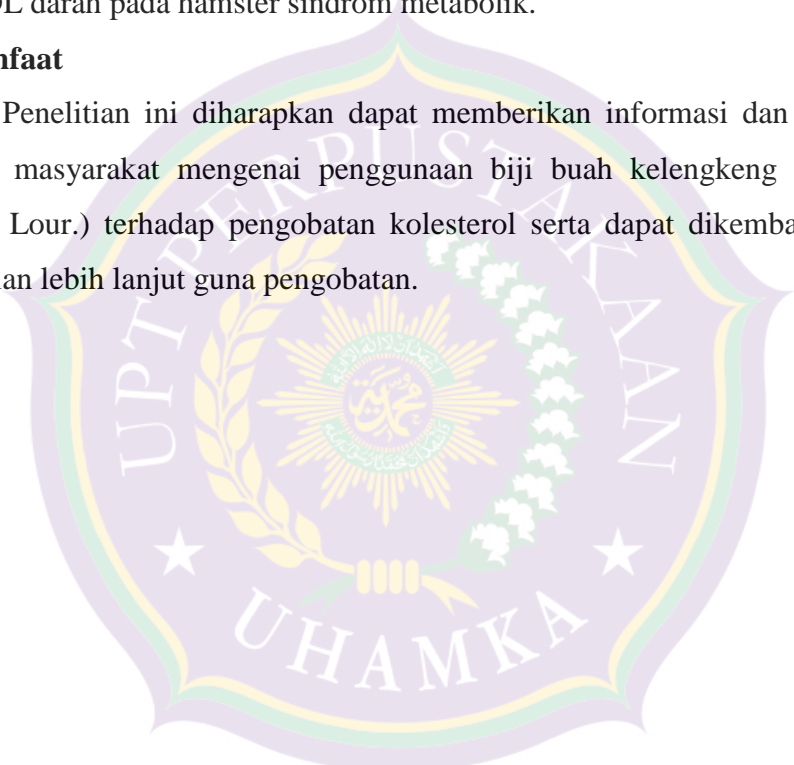 DL darah pada hamster sindrom metabolik.
nfaat
Penelitian ini diharapkan dapat memberikan informasi dan
masyarakat mengenai penggunaan biji buah kelengkeng
Lour.) terhadap pengobatan kolesterol serta dapat dikemba
an lebih lanjut guna pengobatan.
UPT PERPUSTAKAAN
UHAMKA